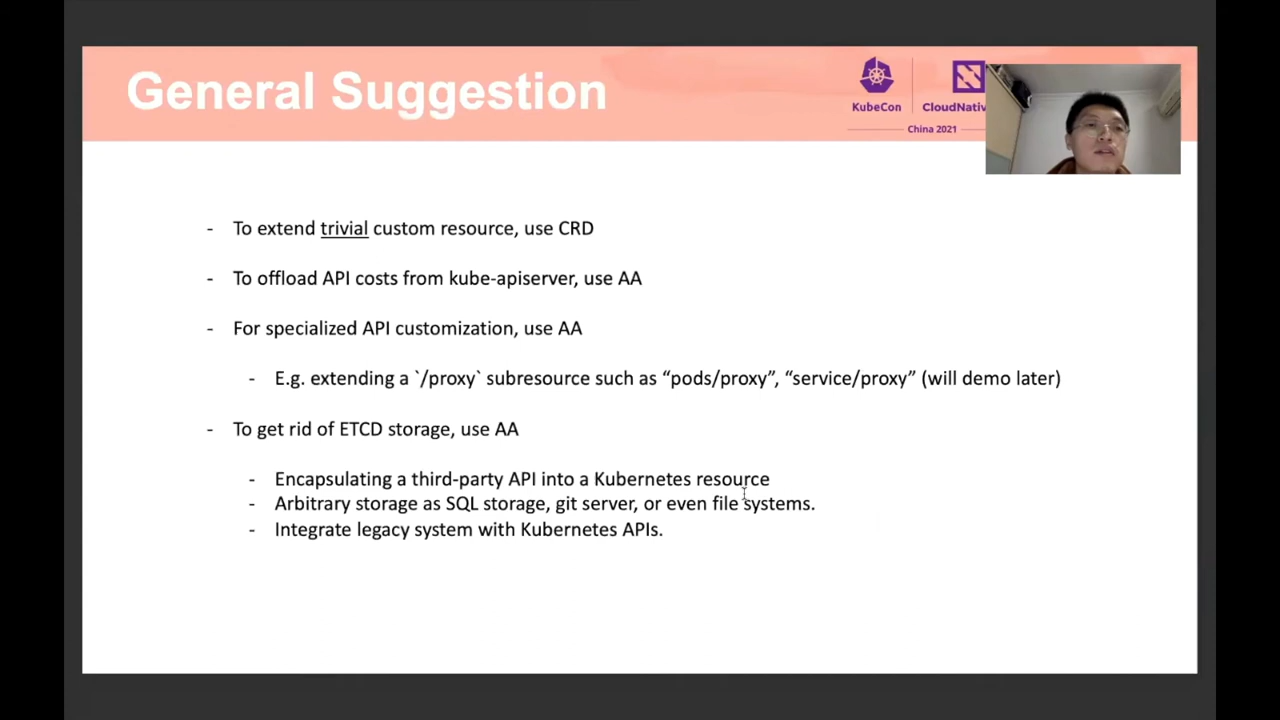 General Suggestion
KubeCon
CloudNativ
China 2021
- To extend trivial custom resource, use CRD
- To offload API costs from kube-apiserver, use AA
- For specialized API customization, use AA
- E.g. extending a `/proxy` subresource such as “pods/proxy”, “service/proxy” (will demo later)
- To get rid of ETCD storage, use AA
- Encapsulating a third-party API into a Kubernetes resource
- Arbitrary storage as SQL storage, git server, or even file systems.
- Integrate legacy system with Kubernetes APIs.